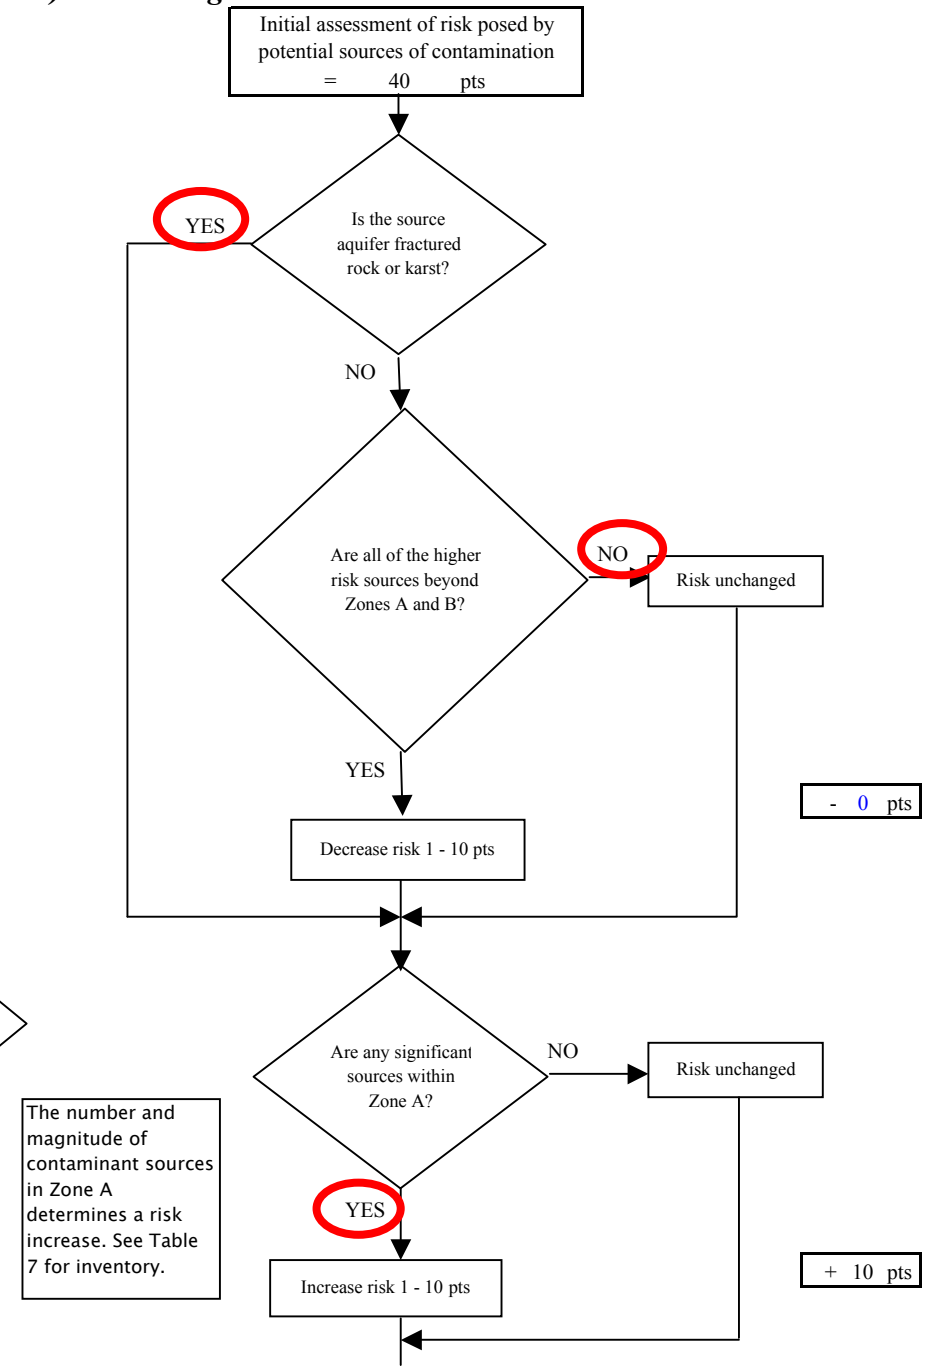 Initial assessment of risk posed by
potential sources of contamination
= 40 pts
YES
Is the source
aquifer fractured
rock or karst?
NO
Are all of the higher
risk sources beyond
Zones A and B?
NO
Risk unchanged
YES
- 0 pts
Decrease risk 1 - 10 pts
Are any significant
sources within
Zone A?
NO
Risk unchanged
The number and
magnitude of
contaminant sources
in Zone A
determines a risk
increase. See Table
7 for inventory.
YES
Increase risk 1 - 10 pts
+ 10 pts